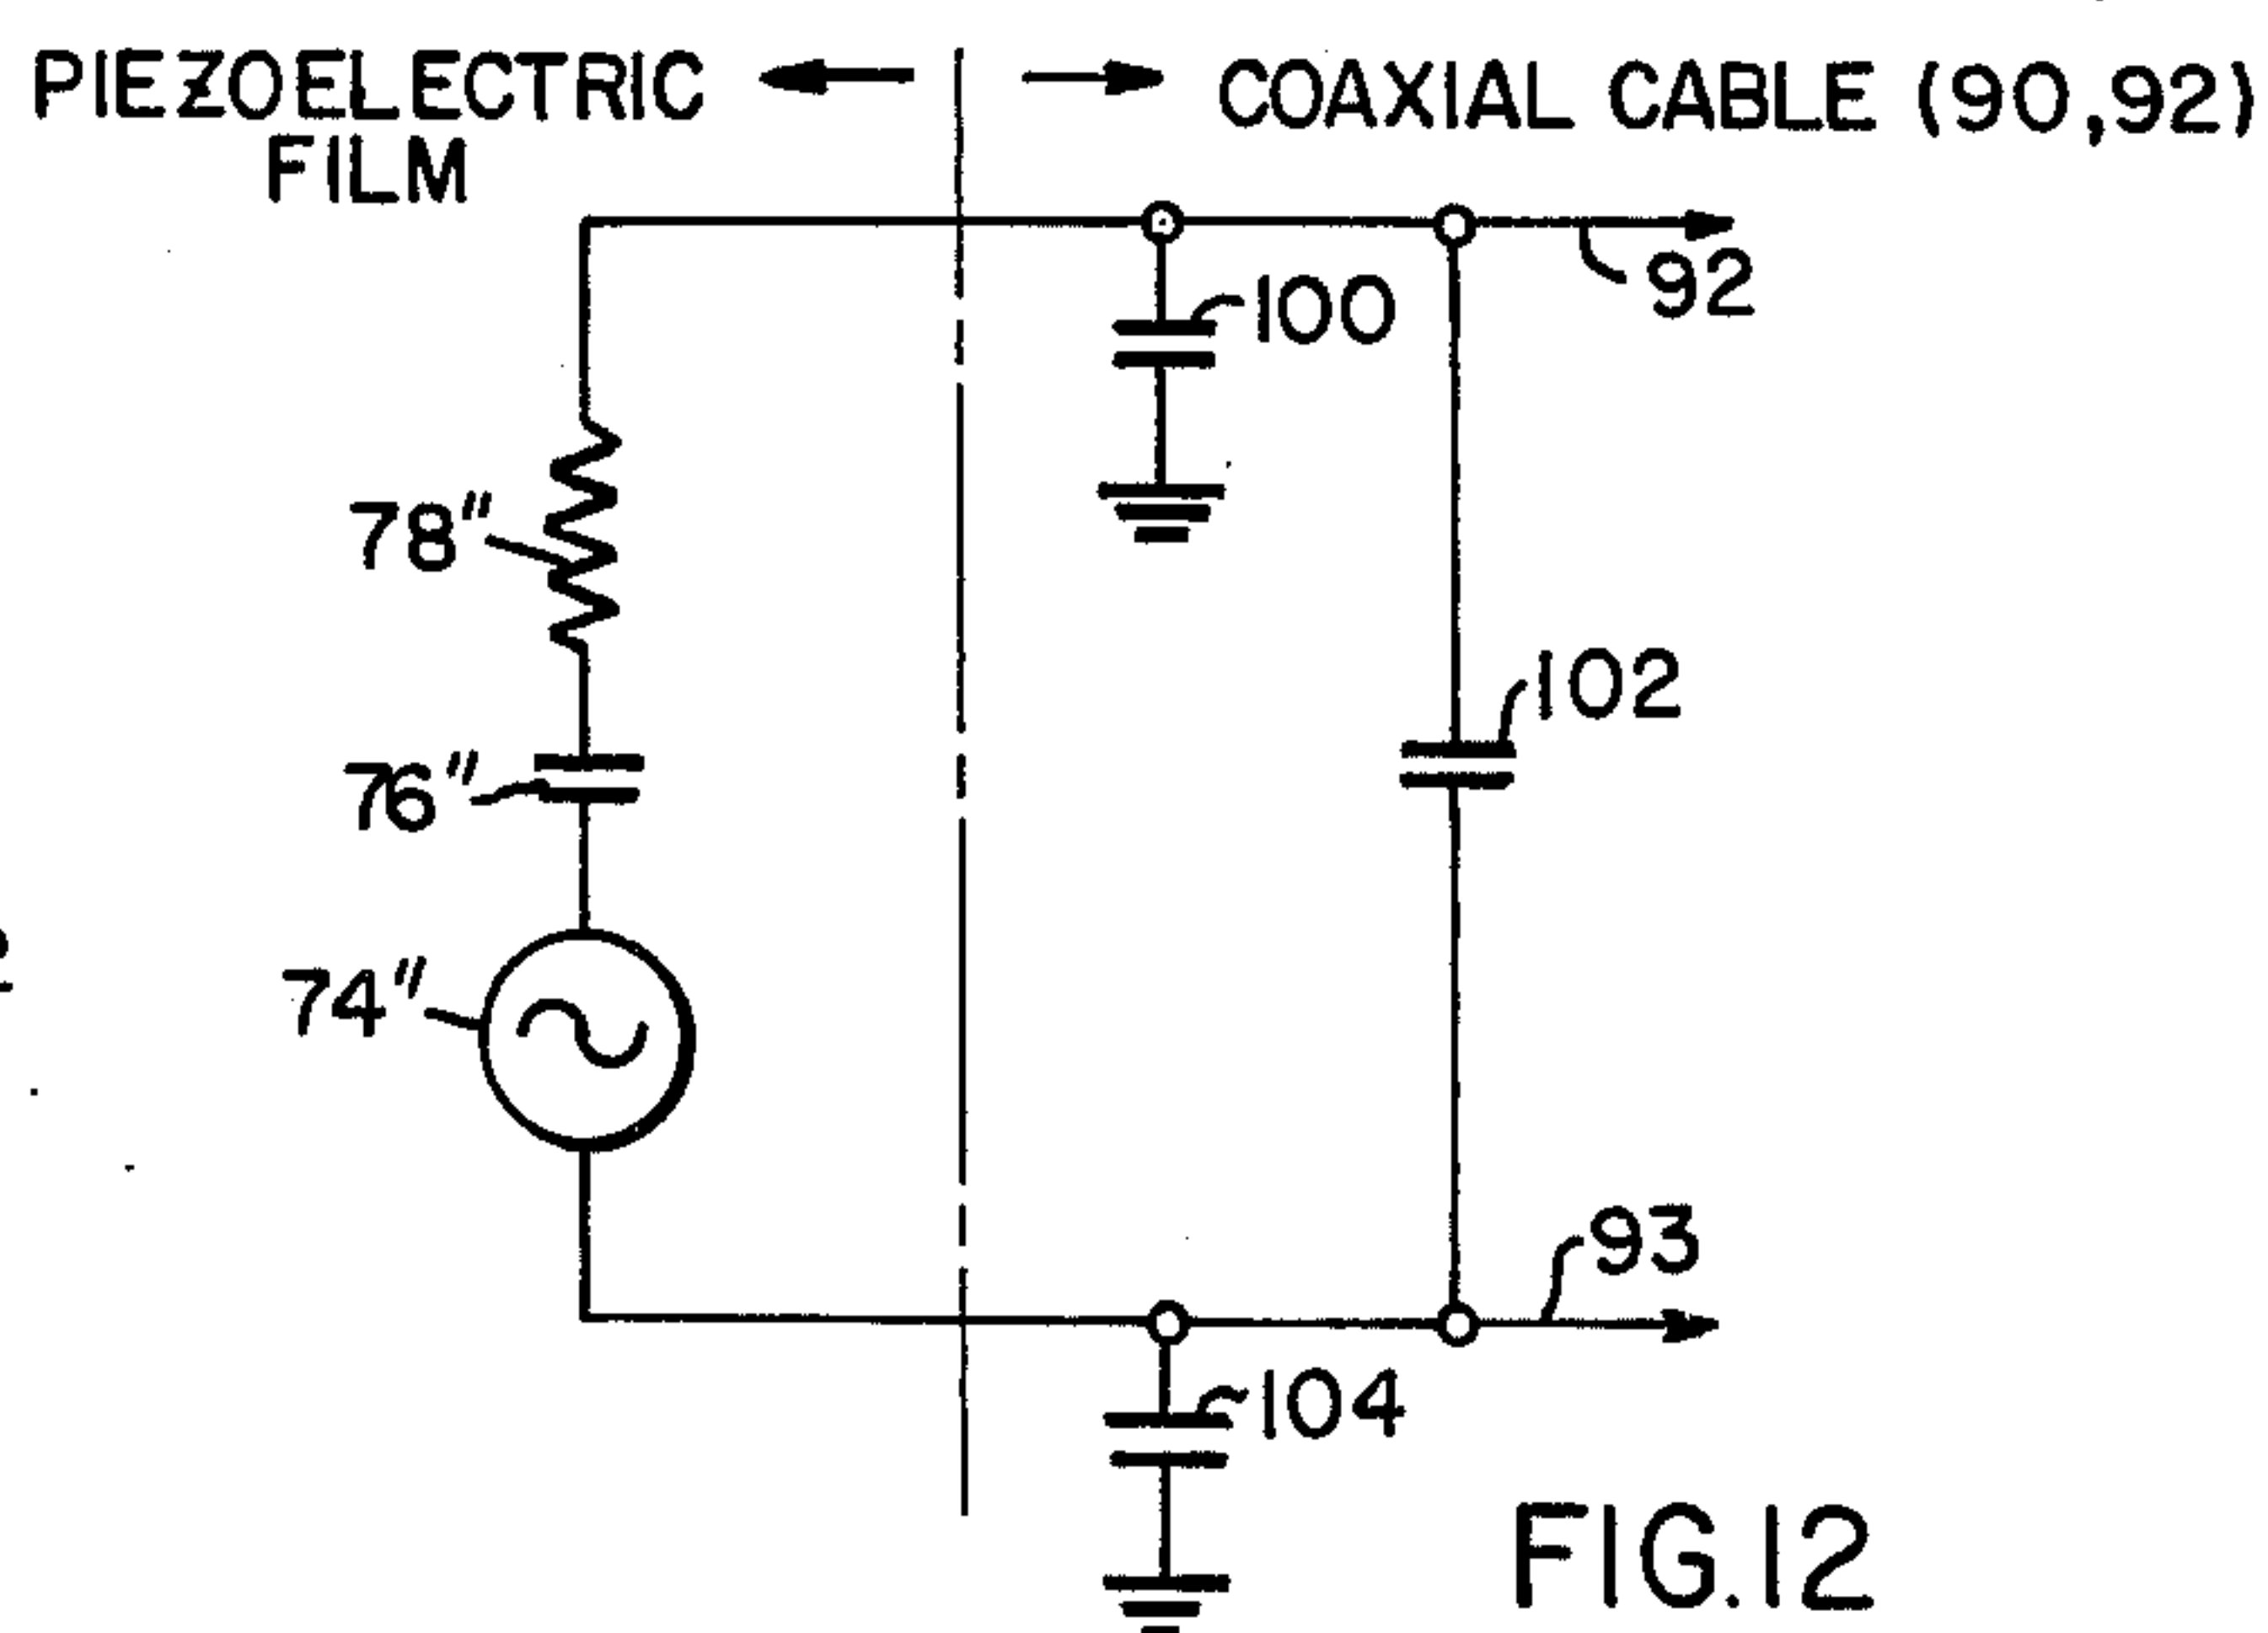 PIEZOELECTRIC
FILM
COAXIAL CABLE (90,92)
92
100
78"
102
76"
74"
93
104
FIG.12